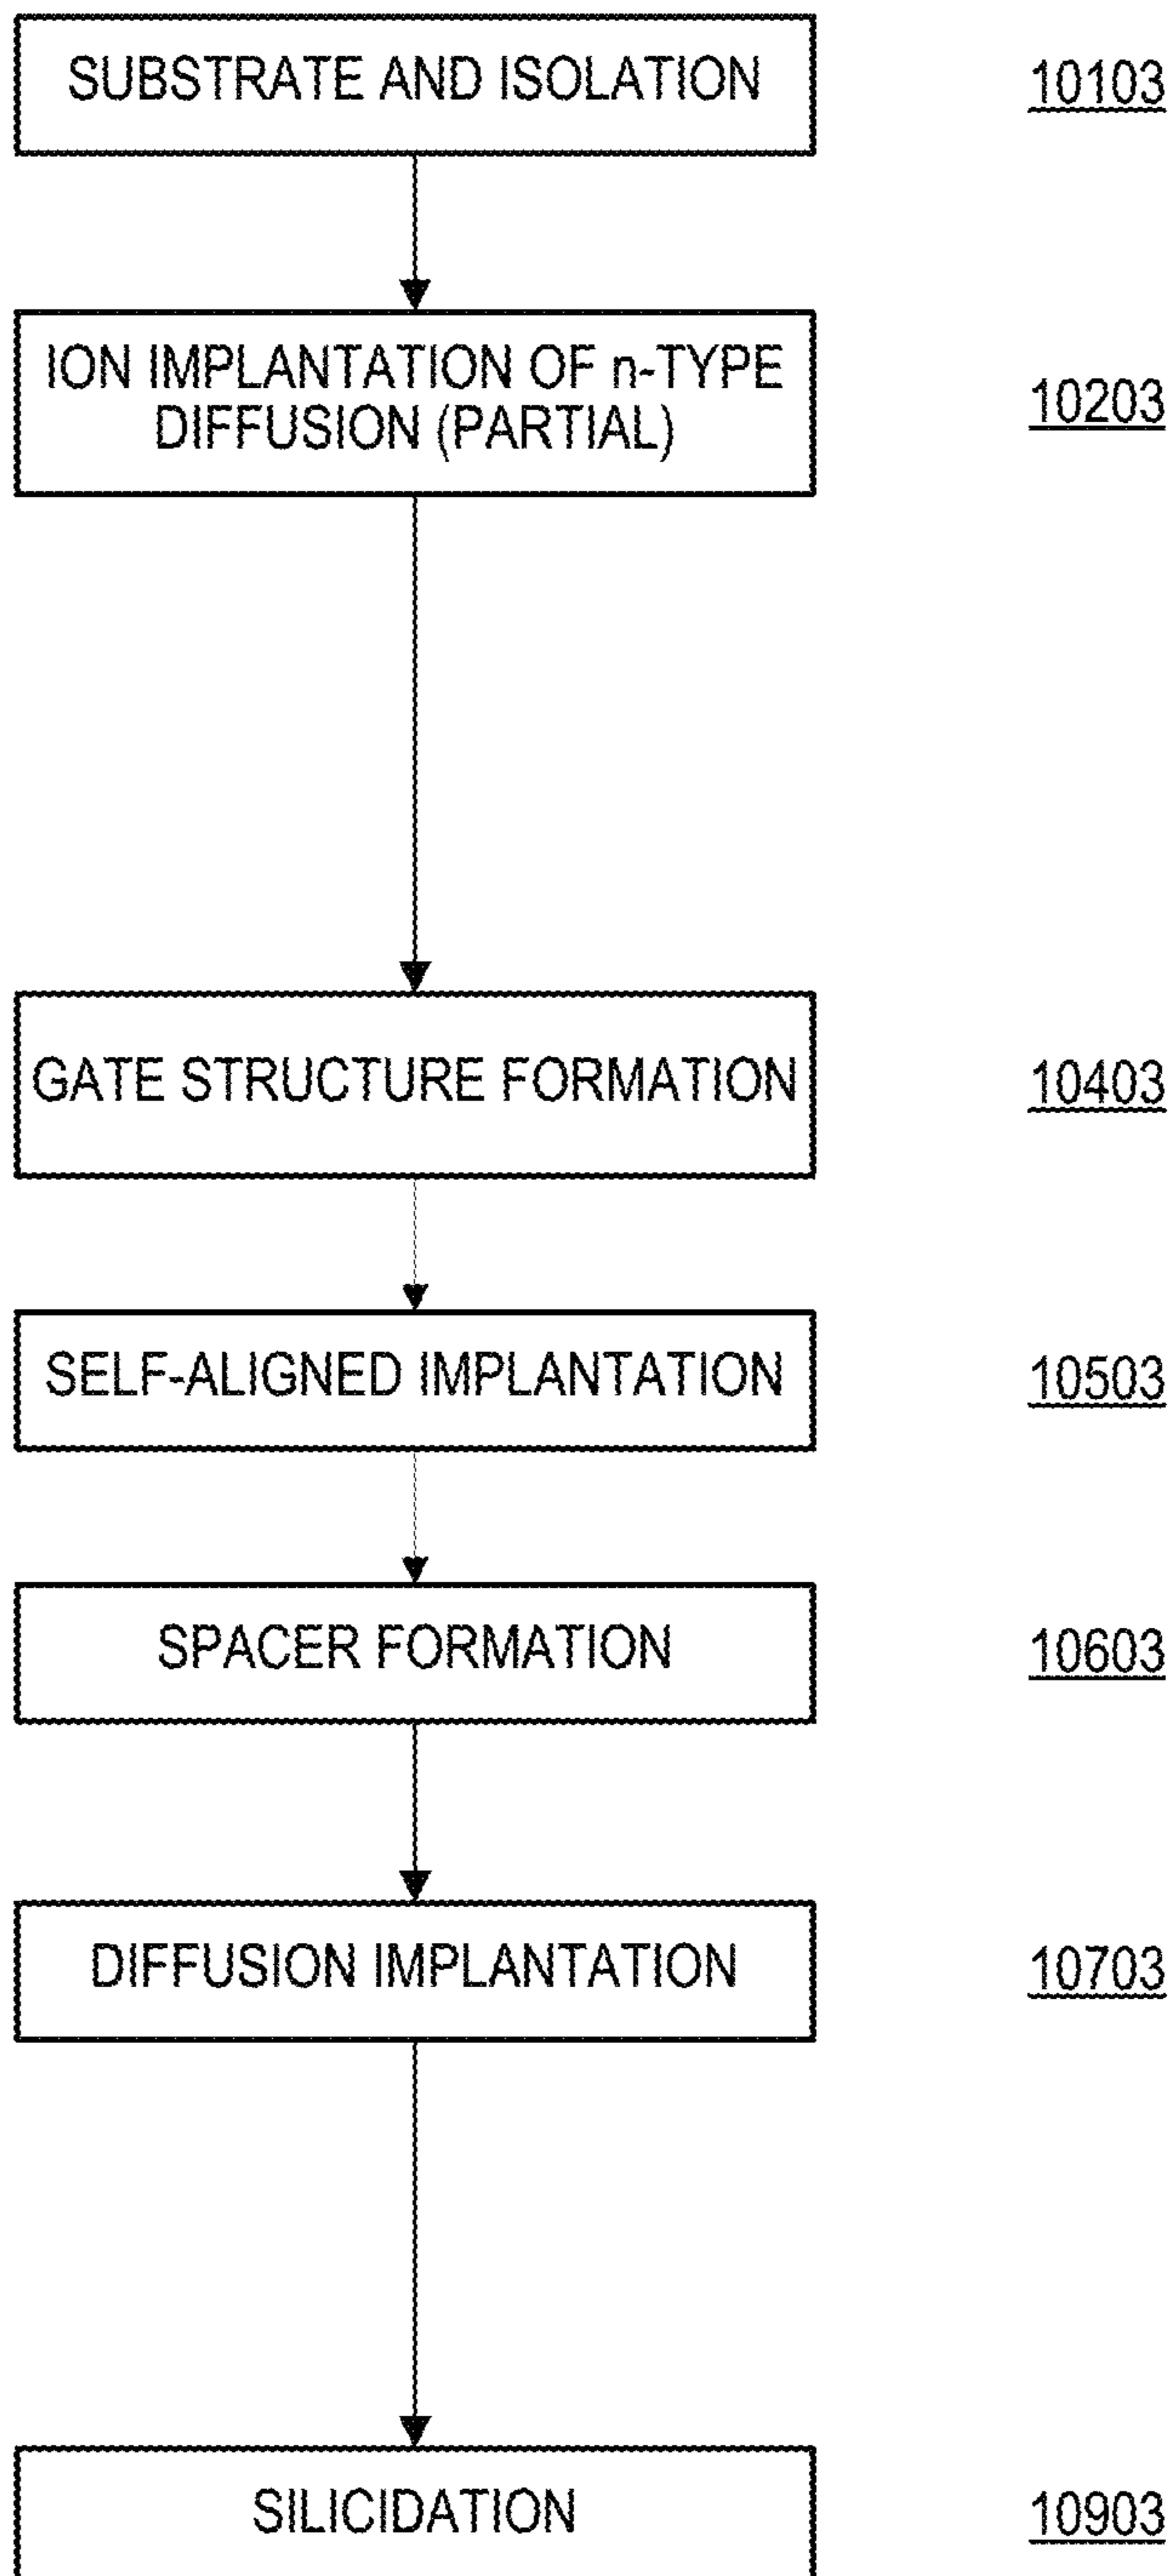 SUBSTRATE AND ISOLATION
10103
ION IMPLANTATION OF n-TYPE
DIFFUSION (PARTIAL)
10203
GATE STRUCTURE FORMATION
10403
SELF-ALIGNED IMPLANTATION
10503
SPACER FORMATION
10603
DIFFUSION IMPLANTATION
10703
SILICIDATION
10903